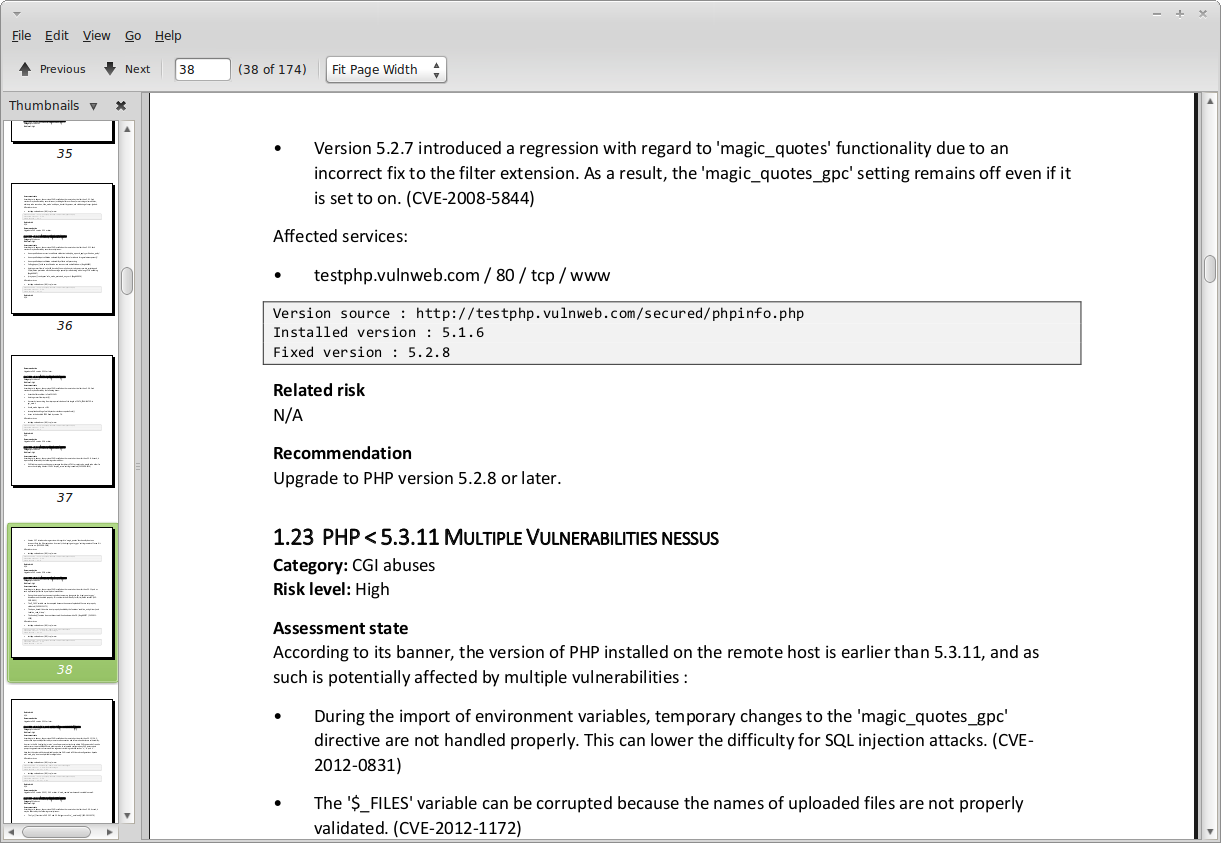 File Edit View Go Help
Previous Next 38 (38 of 174) Fit Page Width
Thumbnails
35
36
37
38
• Version 5.2.7 introduced a regression with regard to 'magic_quotes' functionality due to an
incorrect fix to the filter extension. As a result, the 'magic_quotes_gpc' setting remains off even if it
is set to on. (CVE-2008-5844)
Affected services:
• testphp.vulnweb.com / 80 / tcp / www
Version source : http://testphp.vulnweb.com/secured/phpinfo.php
Installed version : 5.1.6
Fixed version : 5.2.8
Related risk
N/A
Recommendation
Upgrade to PHP version 5.2.8 or later.
1.23 PHP < 5.3.11 MULTIPLE VULNERABILITIES NESSUS
Category: CGI abuses
Risk level: High
Assessment state
According to its banner, the version of PHP installed on the remote host is earlier than 5.3.11, and as
such is potentially affected by multiple vulnerabilities :
• During the import of environment variables, temporary changes to the 'magic_quotes_gpc'
directive are not handled properly. This can lower the difficulty for SQL injection attacks. (CVE-
2012-0831)
• The '$_FILES' variable can be corrupted because the names of uploaded files are not properly
validated. (CVE-2012-1172)